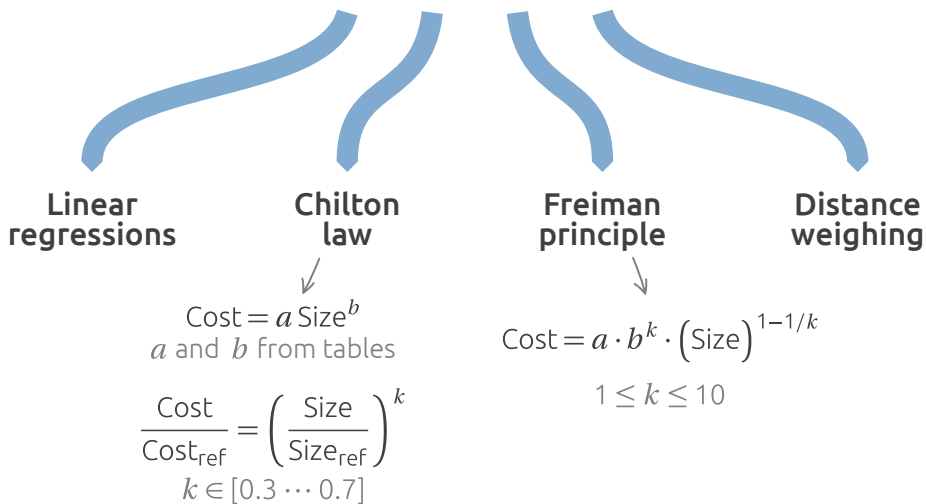 Linear
regressions
Chilton
law
Freiman
principle
Distance
weighing
Cost = a Size^b
a and b from tables
Cost/Cost_ref = (Size/Size_ref)^k
k ∈ [0.3 ⋯ 0.7]
Cost = a · b^k · (Size)^{1−1/k}
1 ≤ k ≤ 10